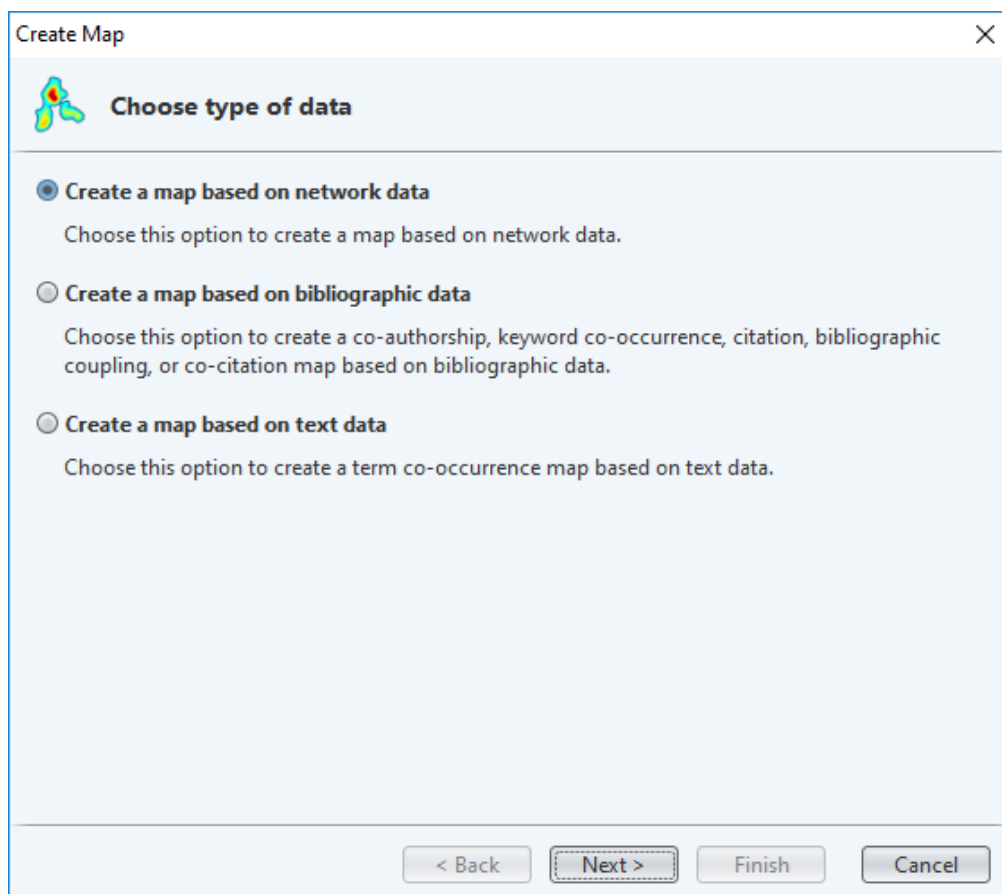 Create Map
Choose type of data
Create a map based on network data
Choose this option to create a map based on network data.
Create a map based on bibliographic data
Choose this option to create a co-authorship, keyword co-occurrence, citation, bibliographic
coupling, or co-citation map based on bibliographic data.
Create a map based on text data
Choose this option to create a term co-occurrence map based on text data.
< Back Next > Finish Cancel